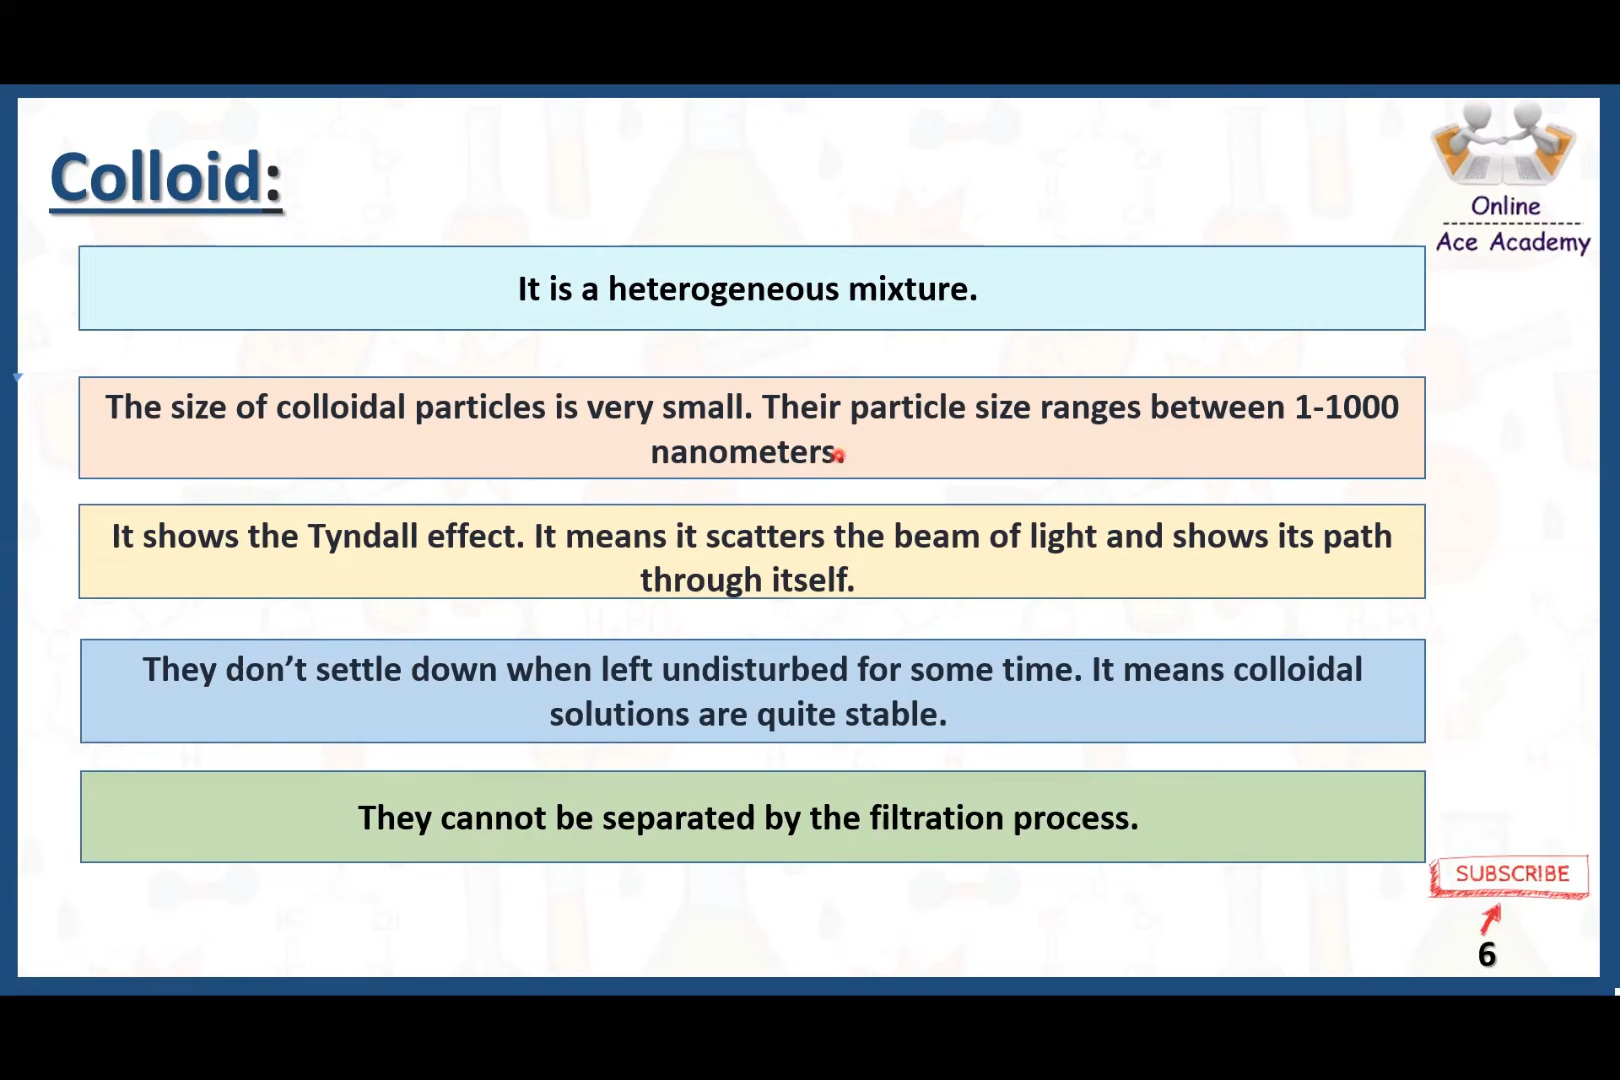 Colloid:
Online
Ace Academy
It is a heterogeneous mixture.
The size of colloidal particles is very small. Their particle size ranges between 1-1000
nanometers.
It shows the Tyndall effect. It means it scatters the beam of light and shows its path
through itself.
They don’t settle down when left undisturbed for some time. It means colloidal
solutions are quite stable.
They cannot be separated by the filtration process.
SUBSCRIBE
6